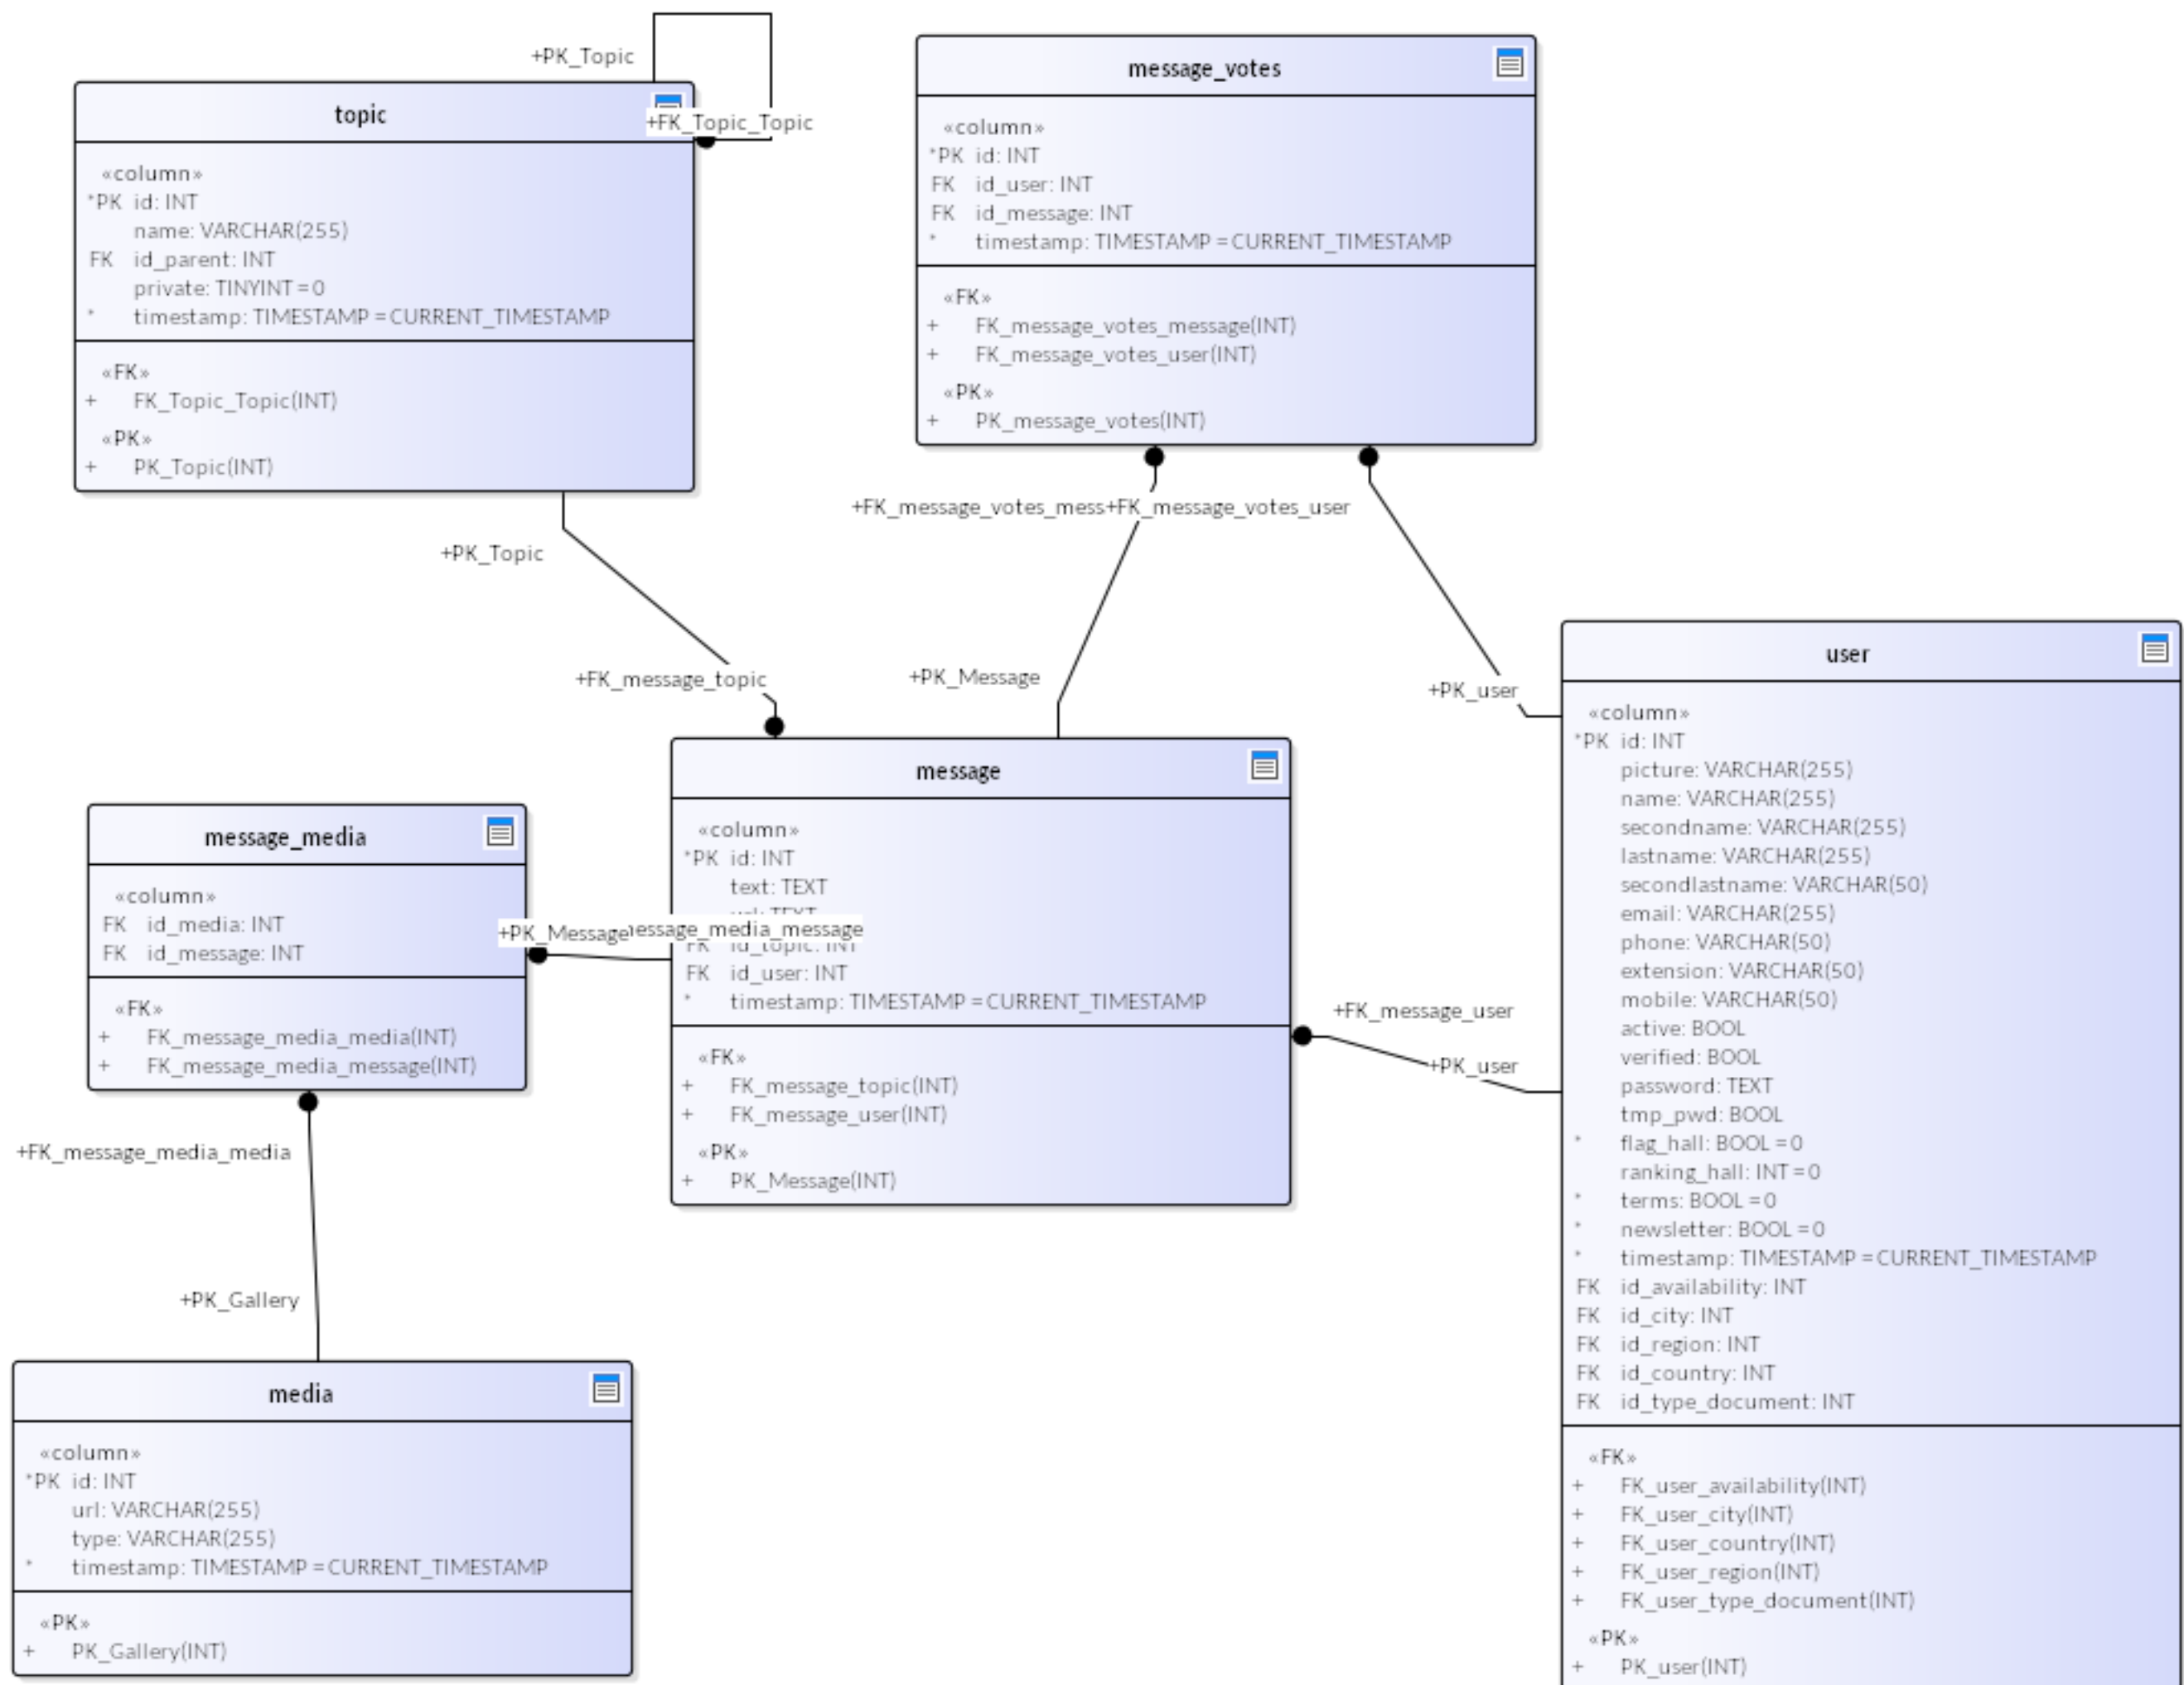 +PK_Topic
topic
+FK_Topic_Topic
«column»
*PK id: INT
name: VARCHAR(255)
FK id_parent: INT
private: TINYINT = 0
* timestamp: TIMESTAMP = CURRENT_TIMESTAMP
«FK»
+ FK_Topic_Topic(INT)
«PK»
+ PK_Topic(INT)
message_votes
«column»
*PK id: INT
FK id_user: INT
FK id_message: INT
* timestamp: TIMESTAMP = CURRENT_TIMESTAMP
«FK»
+ FK_message_votes_message(INT)
+ FK_message_votes_user(INT)
«PK»
+ PK_message_votes(INT)
+FK_message_votes_mess
+FK_message_votes_user
+PK_Topic
+FK_message_topic
+PK_Message
+PK_user
message
«column»
*PK id: INT
text: TEXT
FK id_topic: INT
FK id_user: INT
* timestamp: TIMESTAMP = CURRENT_TIMESTAMP
«FK»
+ FK_message_topic(INT)
+ FK_message_user(INT)
«PK»
+ PK_Message(INT)
message_media
«column»
FK id_media: INT
FK id_message: INT
«FK»
+ FK_message_media_media(INT)
+ FK_message_media_message(INT)
+PK_Message
essage_media_message
+FK_message_user
+PK_user
+FK_message_media_media
+PK_Gallery
media
«column»
*PK id: INT
url: VARCHAR(255)
type: VARCHAR(255)
* timestamp: TIMESTAMP = CURRENT_TIMESTAMP
«PK»
+ PK_Gallery(INT)
user
«column»
*PK id: INT
picture: VARCHAR(255)
name: VARCHAR(255)
secondname: VARCHAR(255)
lastname: VARCHAR(255)
secondlastname: VARCHAR(50)
email: VARCHAR(255)
phone: VARCHAR(50)
extension: VARCHAR(50)
mobile: VARCHAR(50)
active: BOOL
verified: BOOL
password: TEXT
tmp_pwd: BOOL
* flag_hall: BOOL = 0
ranking_hall: INT = 0
* terms: BOOL = 0
* newsletter: BOOL = 0
* timestamp: TIMESTAMP = CURRENT_TIMESTAMP
FK id_availability: INT
FK id_city: INT
FK id_region: INT
FK id_country: INT
FK id_type_document: INT
«FK»
+ FK_user_availability(INT)
+ FK_user_city(INT)
+ FK_user_country(INT)
+ FK_user_region(INT)
+ FK_user_type_document(INT)
«PK»
+ PK_user(INT)